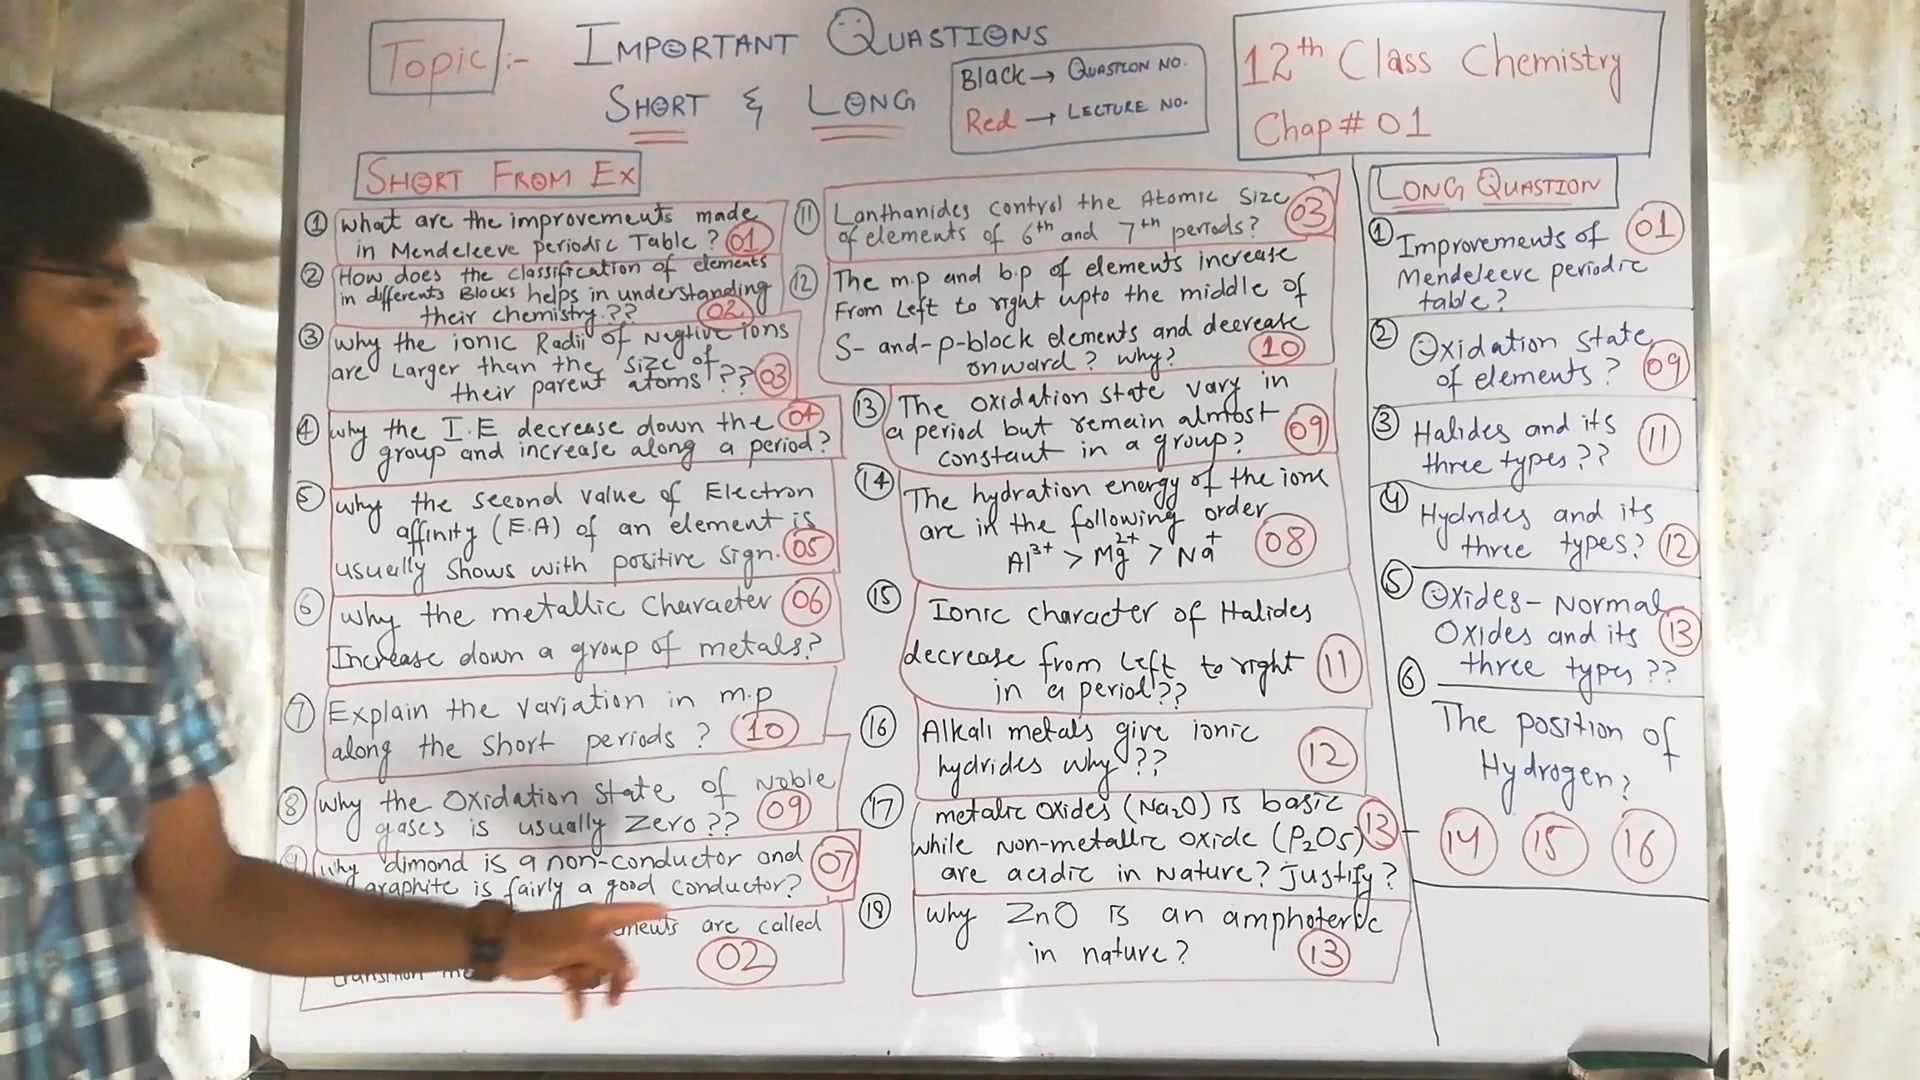 Topic :-
IMPORTANT QUASTIONS
SHORT & LONG
Black → QUASTION NO.
Red → LECTURE NO.
12th Class Chemistry
Chap # 01
SHORT FROM EX
① What are the improvements made
in Mendeleeve periodic Table ? 01
② How does the classification of elements
in differents Blocks helps in understanding
their chemistry.?? 02
③ why the ionic Radii of Negtive ions
are Larger than the size of
their parent atoms ?? 03
④ why the I.E decrease down the 04
group and increase along a period?
⑤ why the second value of Electron
affinity (E.A) of an element is
usually shows with positive sign. 05
⑥ Why the metallic character 06
Increase down a group of metals?
⑦ Explain the variation in m.p
along the short periods ? 10
⑧ why the Oxidation state of Noble
gases is usually Zero ?? 09
⑨ why dimond is a non-conductor and 07
graphite is fairly a good conductor?
are called
02
⑪ Lanthanides control the Atomic Size 03
of elements of 6th and 7th periods?
⑫ The m.p and b.p of elements increase
From Left to right upto the middle of
S- and-p-block elements and decrease
onward ? why? 10
⑬ The oxidation state vary in
a period but remain almost 09
constant in a group?
⑭ The hydration energy of the ions
are in the following order
Al3+ > Mg2+ > Na+ 08
⑮ Ionic character of Halides
decrease from left to right 11
in a period??
⑯ Alkali metals give ionic
hydrides why ?? 12
⑰ metalic oxides (Na2O) is basic
while non-metallic oxide (P2O5) 13
are acidic in nature? justify?
⑱ why ZnO is an amphoteric
in nature? 13
LONG QUASTION
① Improvements of 01
Mendeleeve periodic
table?
② Oxidation state
of elements ? 09
③ Halides and its
three types?? 11
④ Hydrides and its
three types? 12
⑤ Oxides- Normal
Oxides and its 13
three types ??
⑥ The position of
Hydrogen?
14 15 16